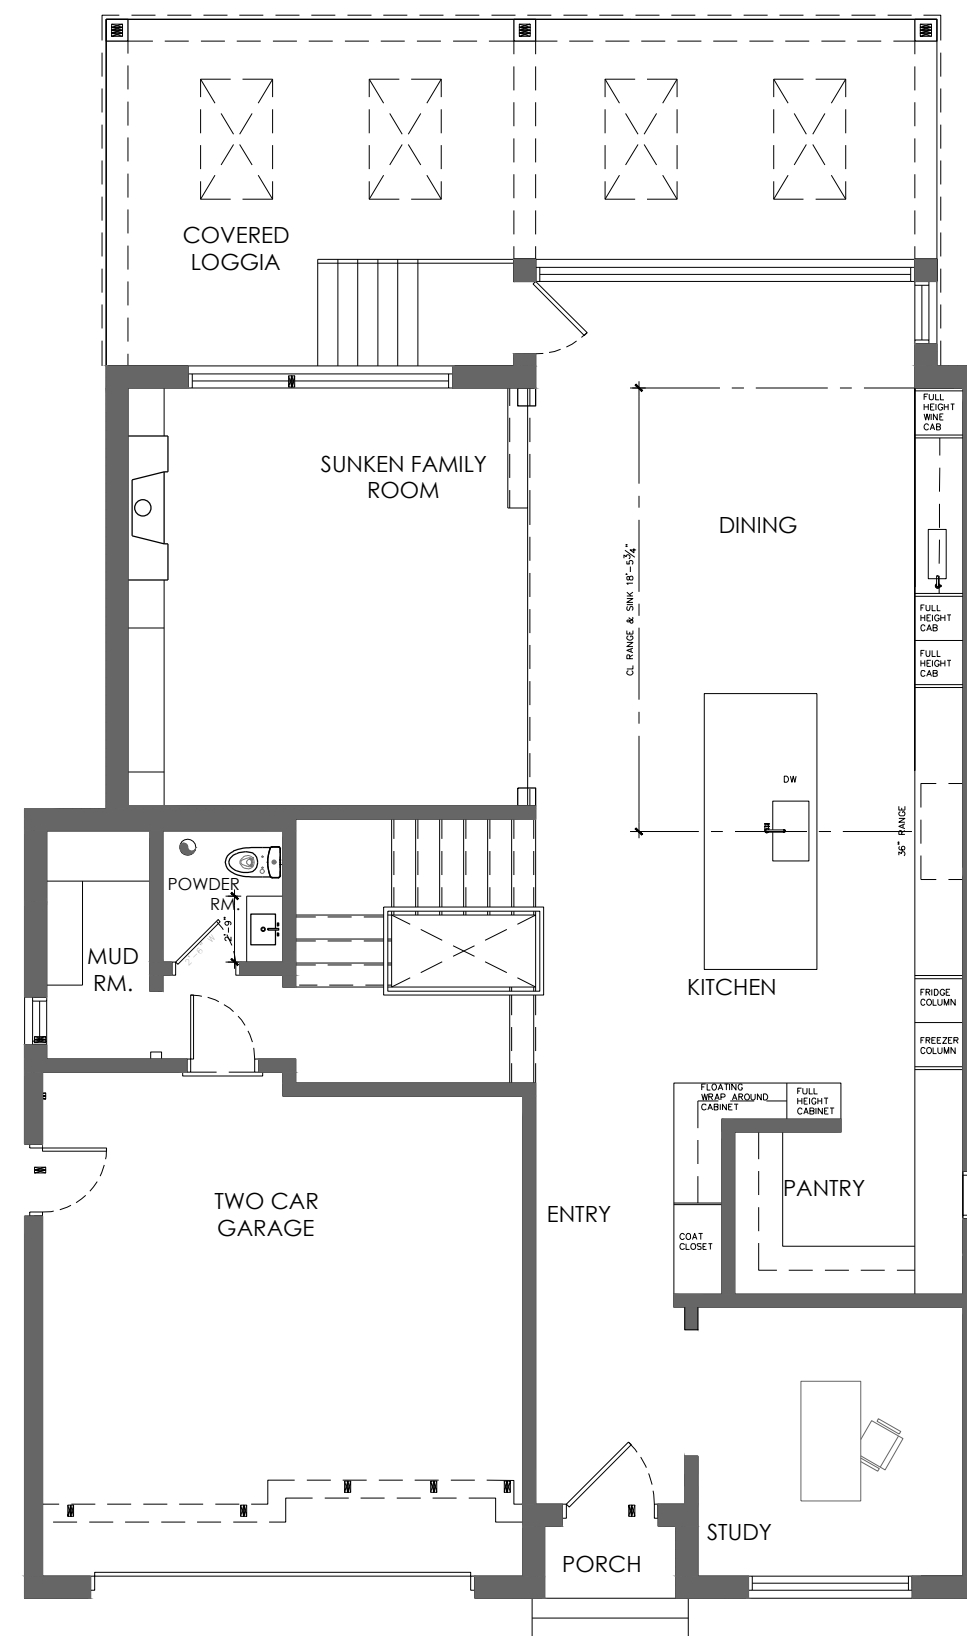 COVERED
LOGGIA
FULL
HEIGHT
WINE
CAB
SUNKEN FAMILY
ROOM
DINING
CL RANGE & SINK 18'-5¾"
FULL
HEIGHT
CAB
FULL
HEIGHT
CAB
DW
36" RANGE
POWDER
RM.
2'-9"
MUD
RM.
KITCHEN
FRIDGE
COLUMN
FREEZER
COLUMN
FLOATING
WRAP AROUND
CABINET
FULL
HEIGHT
CABINET
TWO CAR
GARAGE
ENTRY
PANTRY
COAT
CLOSET
STUDY
PORCH